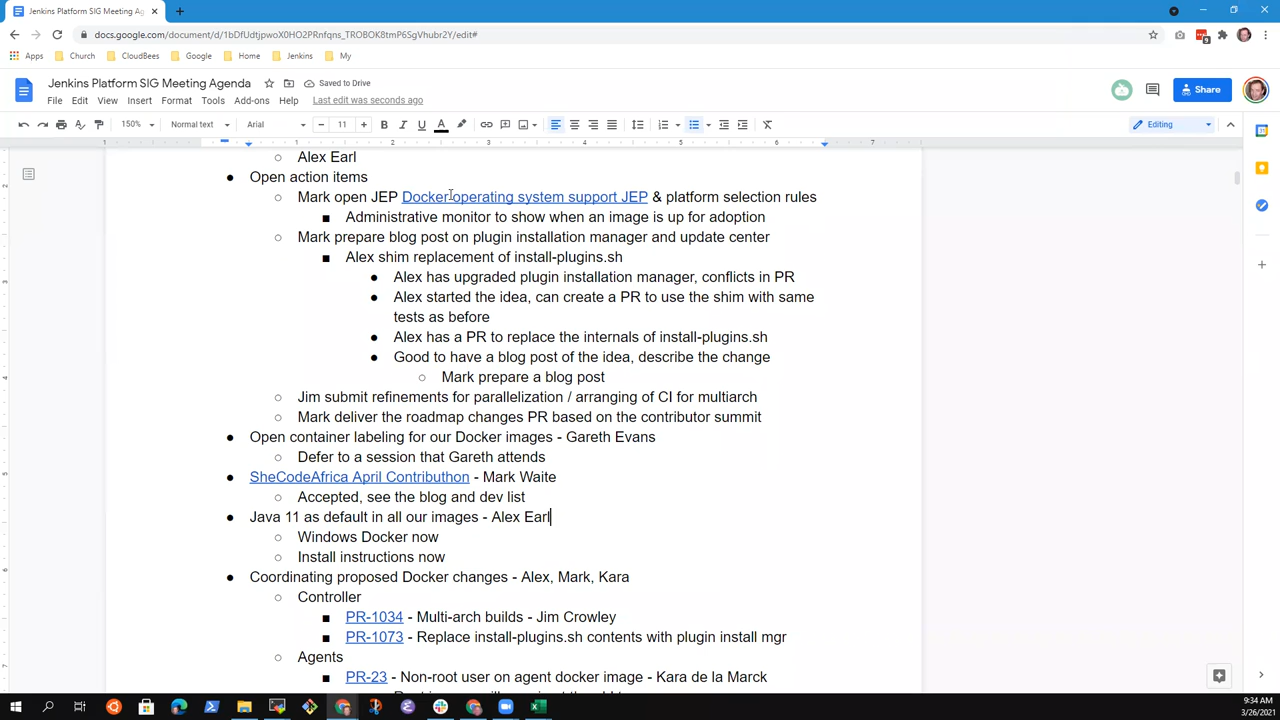 Jenkins Platform SIG Meeting Age
docs.google.com/document/d/1bDfUdtjpwoX0HO2PRnfqns_TROBOK8tmP6SgVhubr2Y/edit#
9
Apps Church CloudBees Google Home Jenkins My
Jenkins Platform SIG Meeting Agenda Saved to Drive
File Edit View Insert Format Tools Add-ons Help Last edit was seconds ago
Share
150% Normal text Arial 11 Editing
1 1 2 3 4 5 6 7
Alex Earl
Open action items
Mark open JEP Docker operating system support JEP & platform selection rules
Administrative monitor to show when an image is up for adoption
Mark prepare blog post on plugin installation manager and update center
Alex shim replacement of install-plugins.sh
Alex has upgraded plugin installation manager, conflicts in PR
Alex started the idea, can create a PR to use the shim with same
tests as before
Alex has a PR to replace the internals of install-plugins.sh
Good to have a blog post of the idea, describe the change
Mark prepare a blog post
Jim submit refinements for parallelization / arranging of CI for multiarch
Mark deliver the roadmap changes PR based on the contributor summit
Open container labeling for our Docker images - Gareth Evans
Defer to a session that Gareth attends
SheCodeAfrica April Contributhon - Mark Waite
Accepted, see the blog and dev list
Java 11 as default in all our images - Alex Earl
Windows Docker now
Install instructions now
Coordinating proposed Docker changes - Alex, Mark, Kara
Controller
PR-1034 - Multi-arch builds - Jim Crowley
PR-1073 - Replace install-plugins.sh contents with plugin install mgr
Agents
PR-23 - Non-root user on agent docker image - Kara de la Marck
9:34 AM
3/26/2021